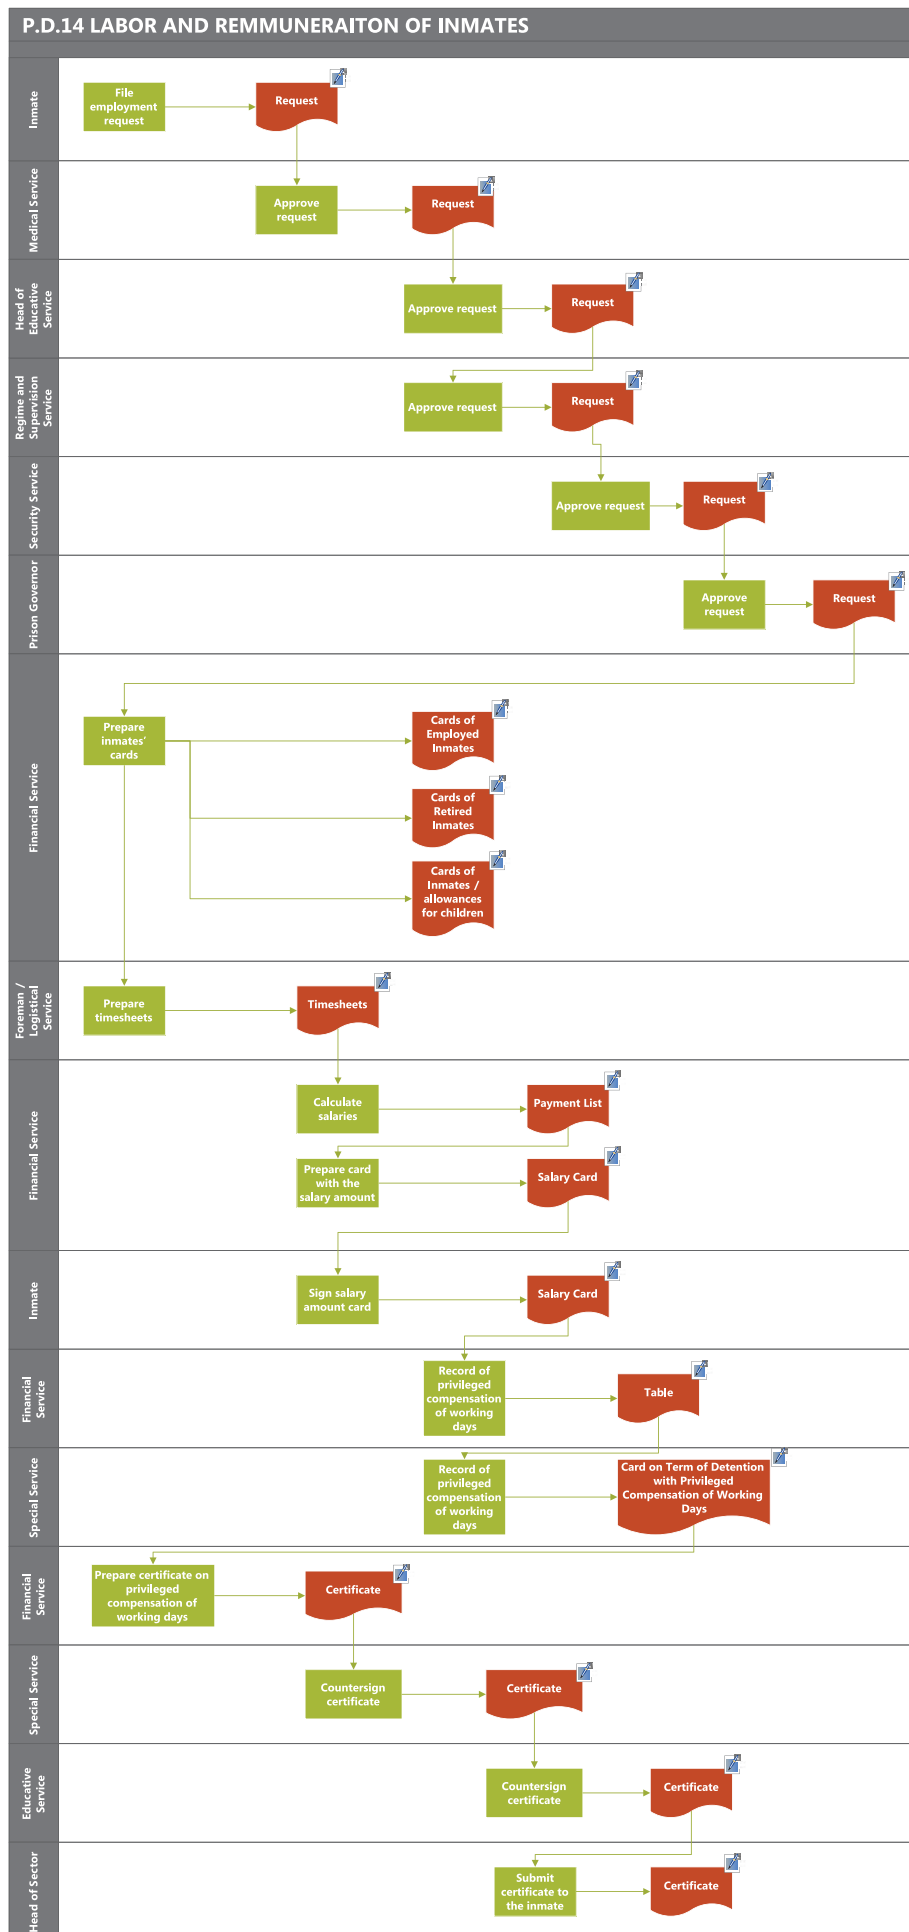 P.D.14 LABOR AND REMMUNERAITON OF INMATES
Inmate
File
employment
request
Request
Medical Service
Approve
request
Request
Head of
Educative
Service
Approve request
Request
Regime and
Supervision
Service
Approve request
Request
Security Service
Approve request
Request
Prison Governor
Approve
request
Request
Financial Service
Prepare
inmates'
cards
Cards of
Employed
Inmates
Cards of
Retired
Inmates
Cards of
Inmates /
allowances
for children
Foreman /
Logistical
Service
Prepare
timesheets
Timesheets
Financial Service
Calculate
salaries
Payment List
Prepare card
with the
salary amount
Salary Card
Inmate
Sign salary
amount card
Salary Card
Financial
Service
Record of
privileged
compensation
of working
days
Table
Special Service
Record of
privileged
compensation
of working
days
Card on Term of Detention
with Privileged
Compensation of Working
Days
Financial
Service
Prepare certificate on
privileged
compensation of
working days
Certificate
Special Service
Countersign
certificate
Certificate
Educative
Service
Countersign
certificate
Certificate
Head of Sector
Submit
certificate to
the inmate
Certificate